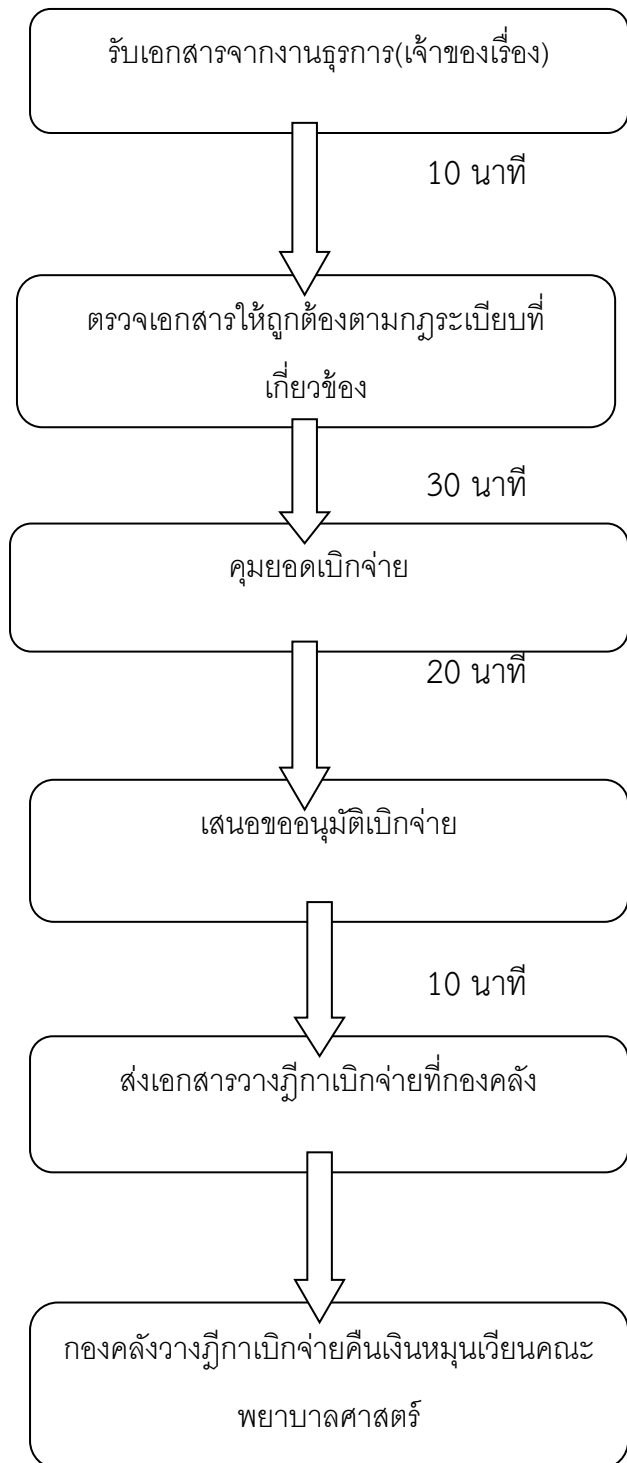 รับเอกสารจากงานธุรการ(เจ้าของเรื่อง)
10 นาที
ตรวจเอกสารให้ถูกต้องตามกฎระเบียบที่
เกี่ยวข้อง
30 นาที
คุมยอดเบิกจ่าย
20 นาที
เสนอขออนุมัติเบิกจ่าย
10 นาที
ส่งเอกสารวางฎีกาเบิกจ่ายที่กองคลัง
กองคลังวางฎีกาเบิกจ่ายคืนเงินหมุนเวียนคณะ
พยาบาลศาสตร์